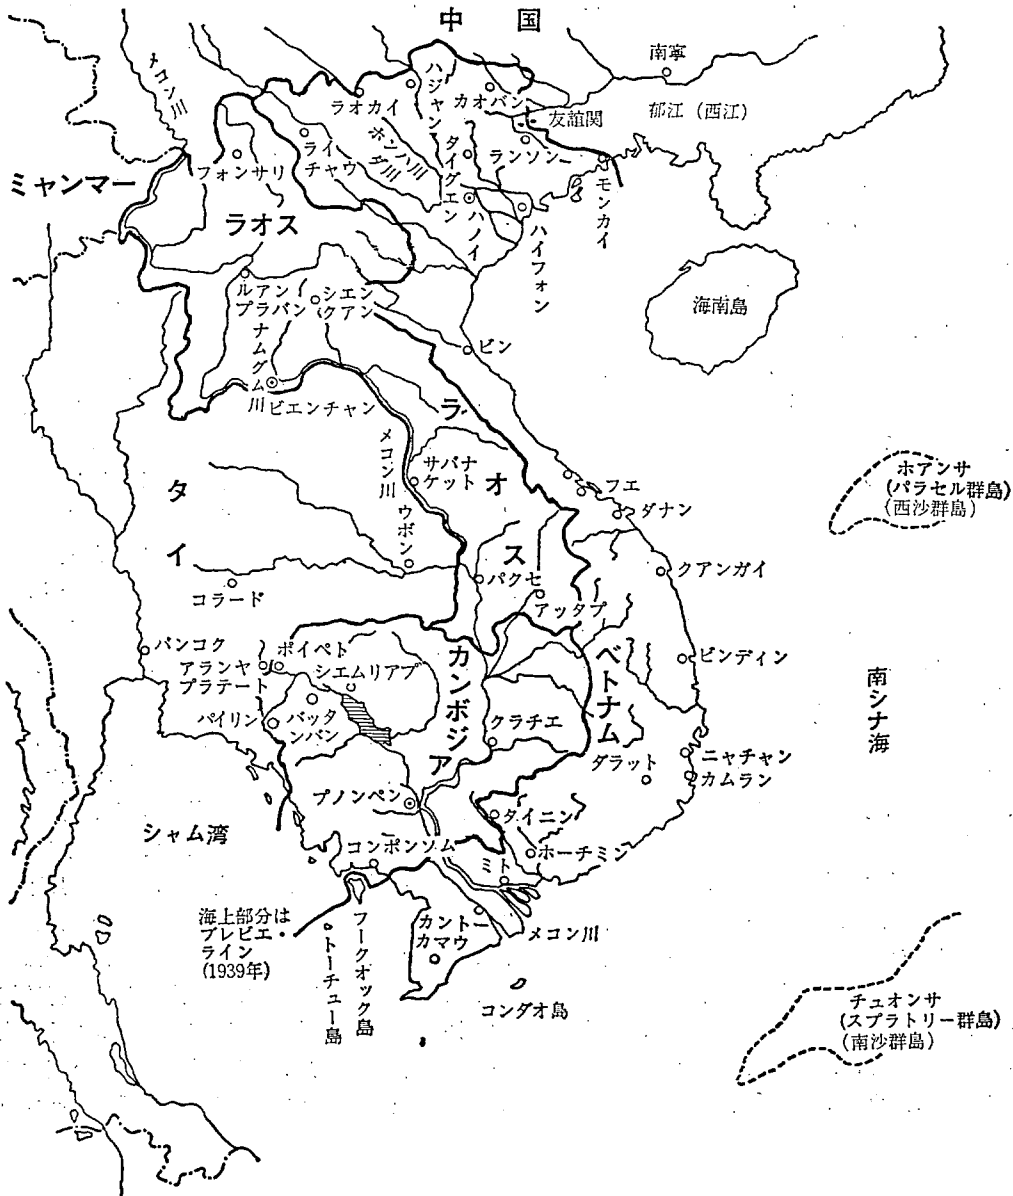 中国
南寧
メコン川
ハジャン
ラオカイ
カオバン
友誼関
郁江（西江）
ホンハ川
ダ川
タイグエン
ランソン
ライ
チャウ
フォンサリ
モンカイ
ミャンマー
ハノイ
ラオス
ハイフォン
ルアン
プラバン
シエン
クアン
海南島
ナムグム川
ビン
ビエンチャン
ラオス
メコン川
サバナ
ケット
ホアンサ
(パラセル群島)
(西沙群島)
タイ
フエ
ダナン
ウボン
パクセ
クアンガイ
コラード
アッタプ
バンコク
ポイペト
アランヤ
プラテート
シエムリアプ
カンボジア
ベトナム
ビンディン
南シナ海
パイリン
バッタ
ンバン
クラチエ
ダラット
ニャチャン
カムラン
プノンペン
タイニン
シャム湾
コンポンソム
ホーチミン
ミト
海上部分は
ブレビエ・
ライン
(1939年)
フークオック島
トーチュー島
カントー
カマウ
メコン川
コンダオ島
チュオンサ
(スプラトリー群島)
(南沙群島)